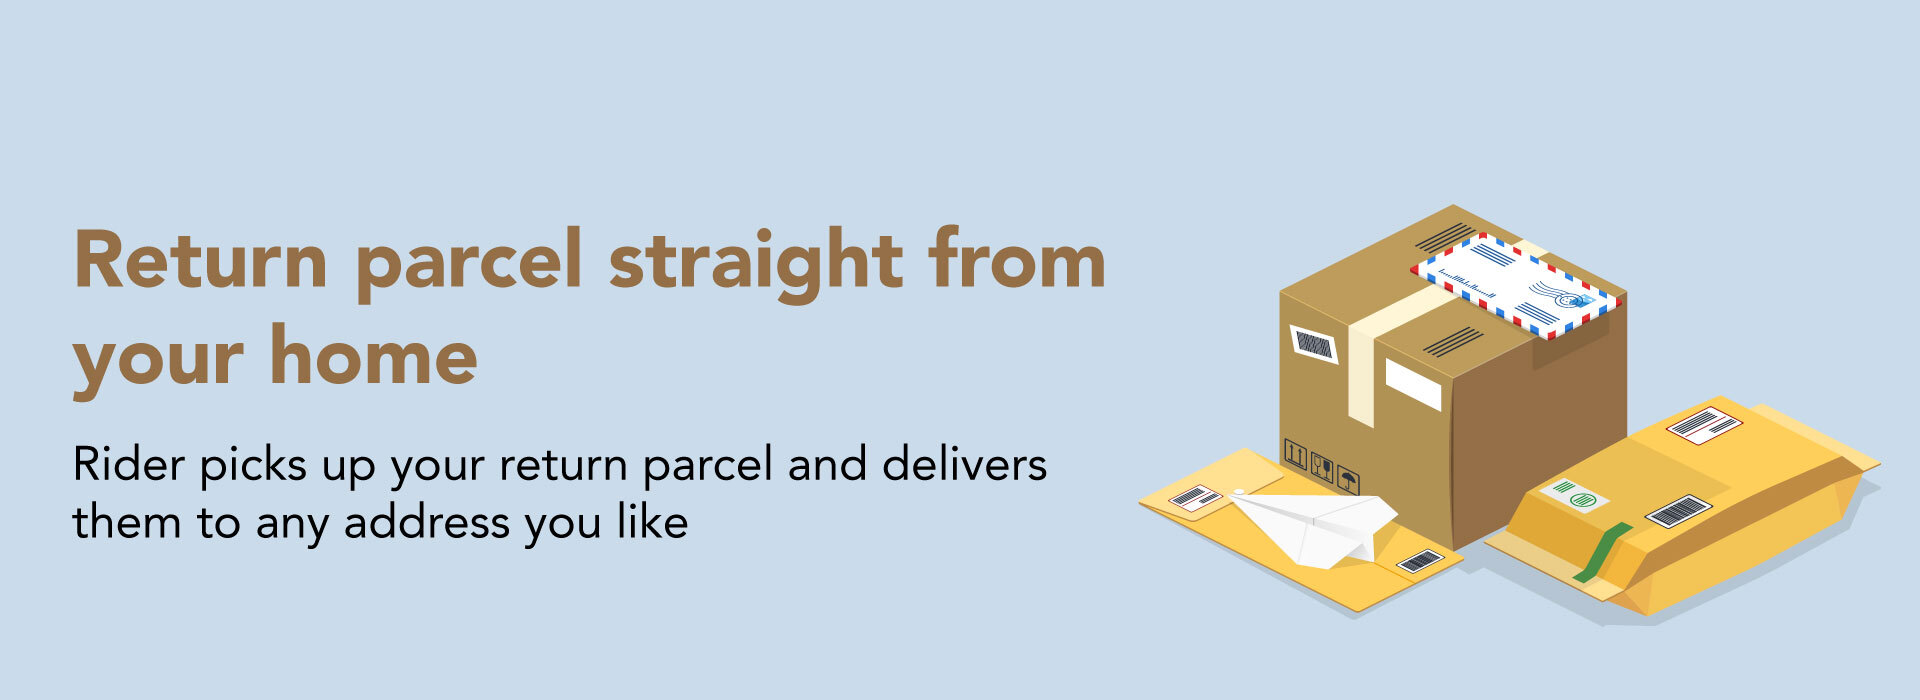 Return parcel straight from
your home
Rider picks up your return parcel and delivers
them to any address you like